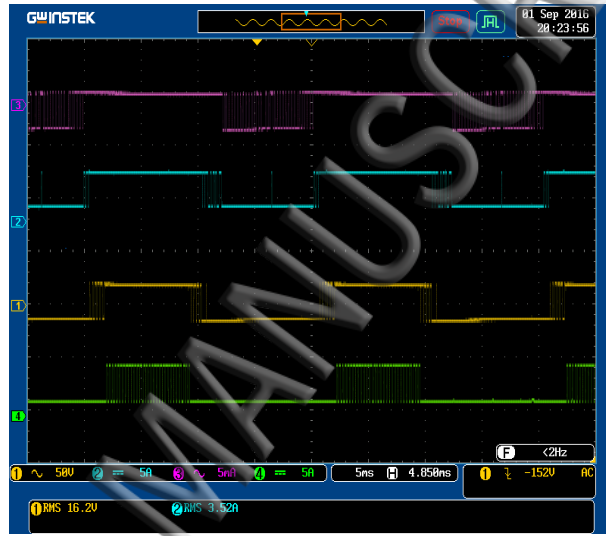 GWINSTEK
Stop
01 Sep 2016
20:23:56
3
2
1
4
F <2Hz
1 50V 2 5A 3 5mA 4 5A
5ms H 4.850ms
1 -152V AC
1 RMS 16.2V 2 RMS 3.52A
MANUSC